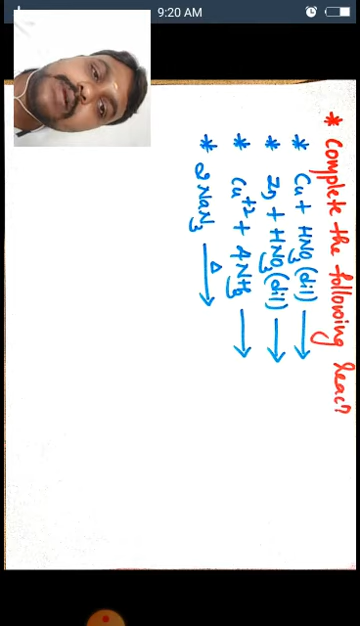 9:20 AM
* Complete the following reac?
* Cu + HNO3 (dil) →
* Zn + HNO3 (dil) →
* Cu+2 + 4NH3 →
* 2NaN3 —Δ→